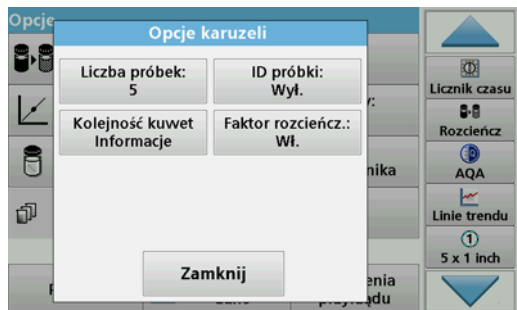 Opcje
Opcje karuzeli
Liczba próbek:
5
ID próbki:
Wył.
Kolejność kuwet
Informacje
Faktor rozcieńcz.:
Wł.
Zamknij
Licznik czasu
Rozcieńcz
AQA
Linie trendu
1
5 x 1 inch